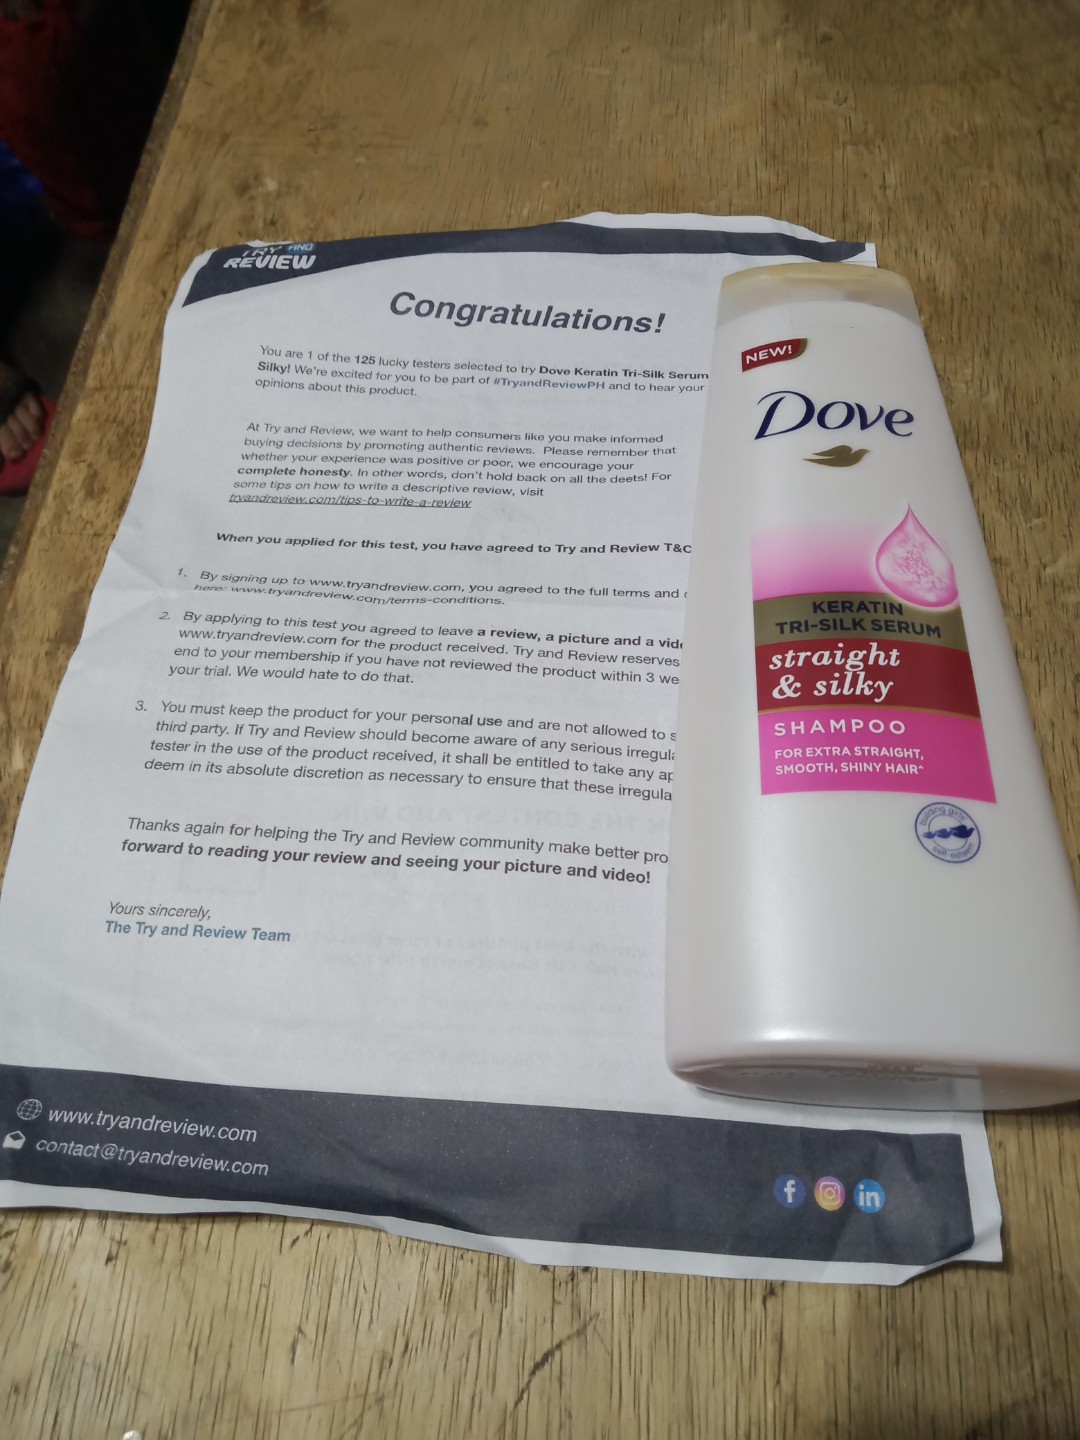 TRY AND
REVIEW
Congratulations!
You are 1 of the 125 lucky testers selected to try Dove Keratin Tri-Silk Serum
Silky! We're excited for you to be part of #TryandReviewPH and to hear your
opinions about this product.
At Try and Review, we want to help consumers like you make informed
buying decisions by promoting authentic reviews. Please remember that
whether your experience was positive or poor, we encourage your
complete honesty. In other words, don't hold back on all the deets! For
some tips on how to write a descriptive review, visit
tryandreview.com/tips-to-write-a-review
When you applied for this test, you have agreed to Try and Review T&C
1. By signing up to www.tryandreview.com, you agreed to the full terms and
here: www.tryandreview.com/terms-conditions.
2. By applying to this test you agreed to leave a review, a picture and a vid
www.tryandreview.com for the product received. Try and Review reserves
end to your membership if you have not reviewed the product within 3 we
your trial. We would hate to do that.
3. You must keep the product for your personal use and are not allowed to s
third party. If Try and Review should become aware of any serious irregula
tester in the use of the product received, it shall be entitled to take any ap
deem in its absolute discretion as necessary to ensure that these irregula
Thanks again for helping the Try and Review community make better pro
forward to reading your review and seeing your picture and video!
Yours sincerely,
The Try and Review Team
www.tryandreview.com
contact@tryandreview.com
f
in
NEW!
Dove
KERATIN
TRI-SILK SERUM
straight
& silky
SHAMPOO
FOR EXTRA STRAIGHT,
SMOOTH, SHINY HAIR^
building girls'
self-esteem